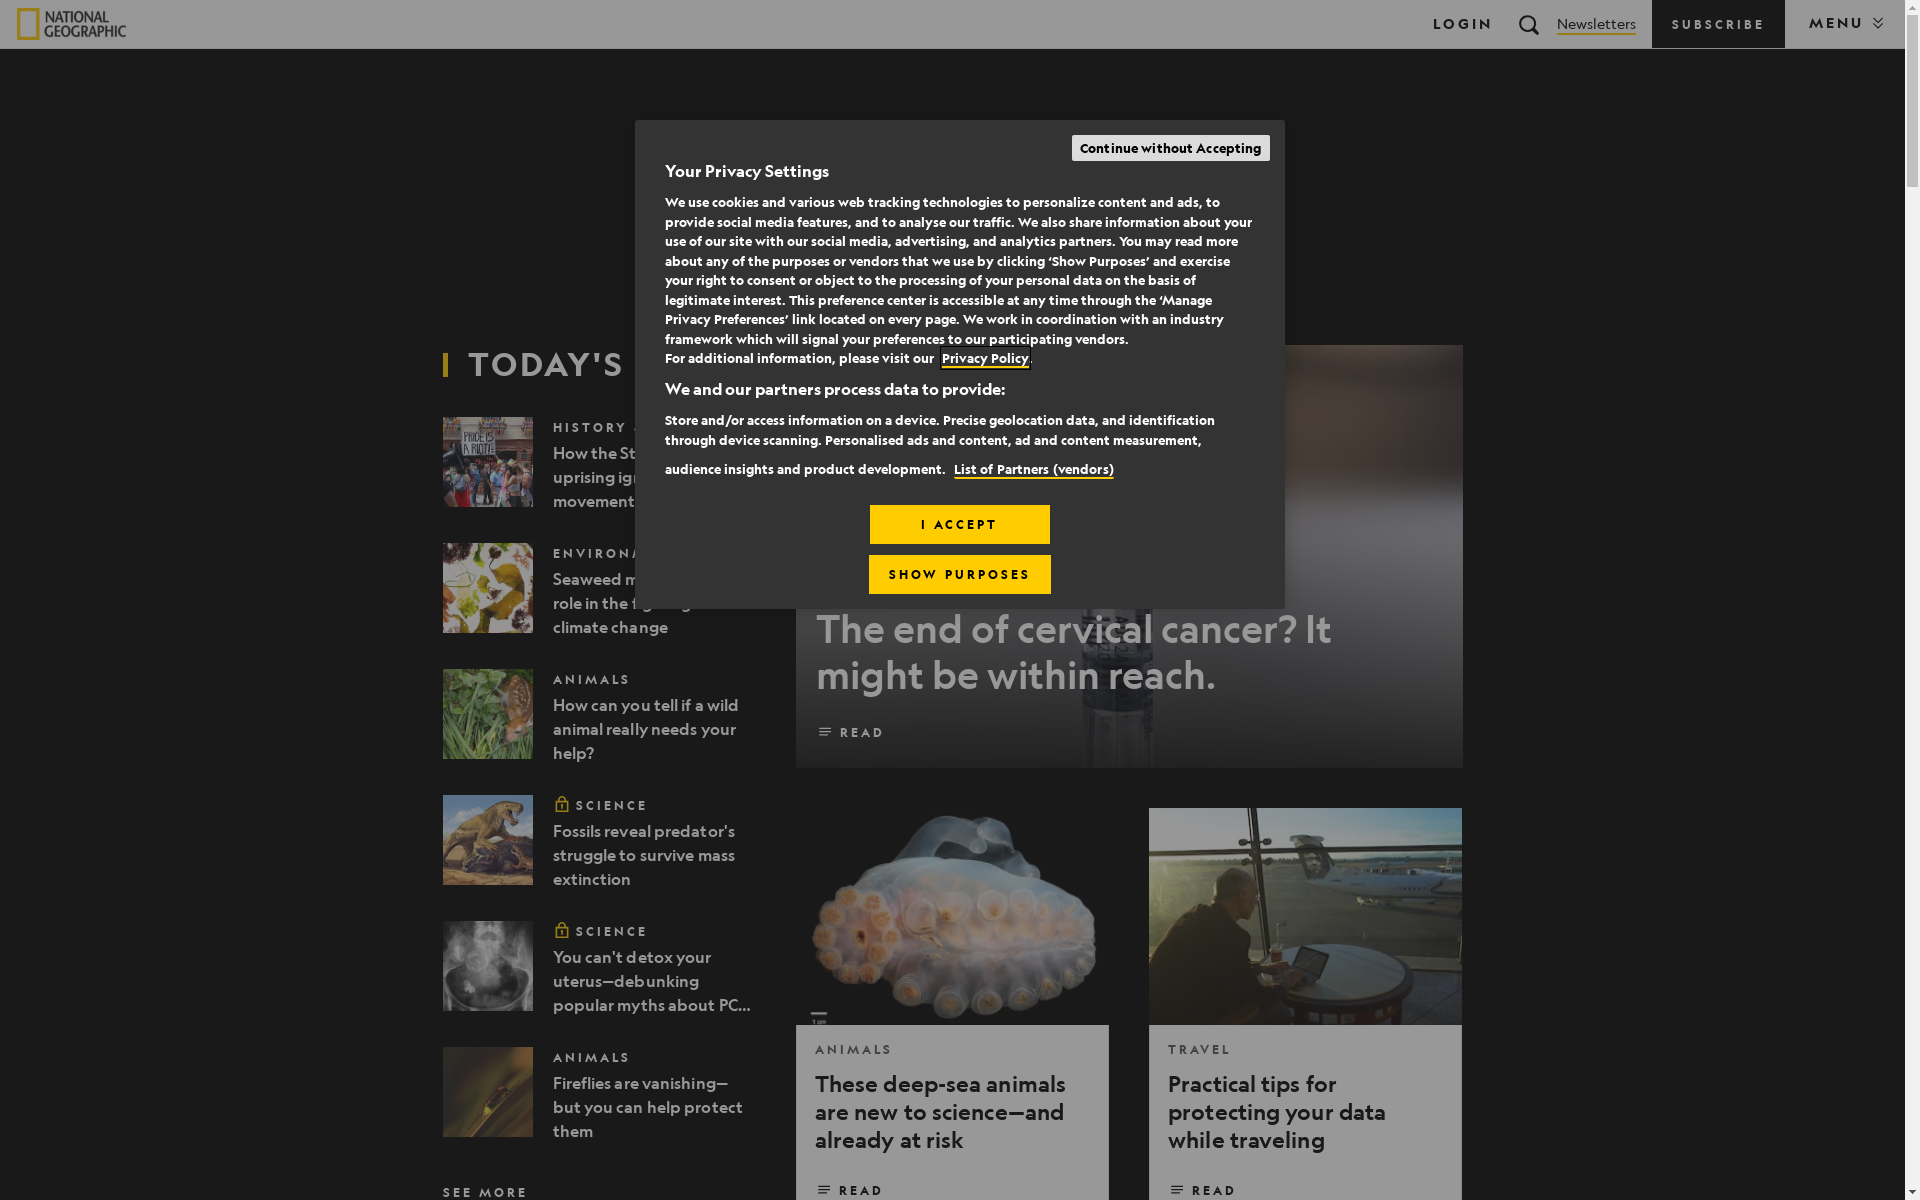 NATIONAL
GEOGRAPHIC
LOGIN
Newsletters
SUBSCRIBE
MENU
Continue without Accepting
Your Privacy Settings
We use cookies and various web tracking technologies to personalize content and ads, to
provide social media features, and to analyse our traffic. We also share information about your
use of our site with our social media, advertising, and analytics partners. You may read more
about any of the purposes or vendors that we use by clicking ‘Show Purposes’ and exercise
your right to consent or object to the processing of your personal data on the basis of
legitimate interest. This preference center is accessible at any time through the ‘Manage
Privacy Preferences’ link located on every page. We work in coordination with an industry
framework which will signal your preferences to our participating vendors.
For additional information, please visit our Privacy Policy.
We and our partners process data to provide:
Store and/or access information on a device. Precise geolocation data, and identification
through device scanning. Personalised ads and content, ad and content measurement,
audience insights and product development. List of Partners (vendors)
I ACCEPT
SHOW PURPOSES
TODAY'S
HISTORY
PRIDE IS
A RIOT!
How the
uprising
movement
Seaweed
role in the
climate change
ANIMALS
How can you tell if a wild
animal really needs your
help?
SCIENCE
Fossils reveal predator's
struggle to survive mass
extinction
SCIENCE
You can't detox your
uterus—debunking
popular myths about PC...
ANIMALS
Fireflies are vanishing—
but you can help protect
them
SEE MORE
The end of cervical cancer? It
might be within reach.
READ
1 cm
ANIMALS
These deep-sea animals
are new to science—and
already at risk
READ
TRAVEL
Practical tips for
protecting your data
while traveling
READ